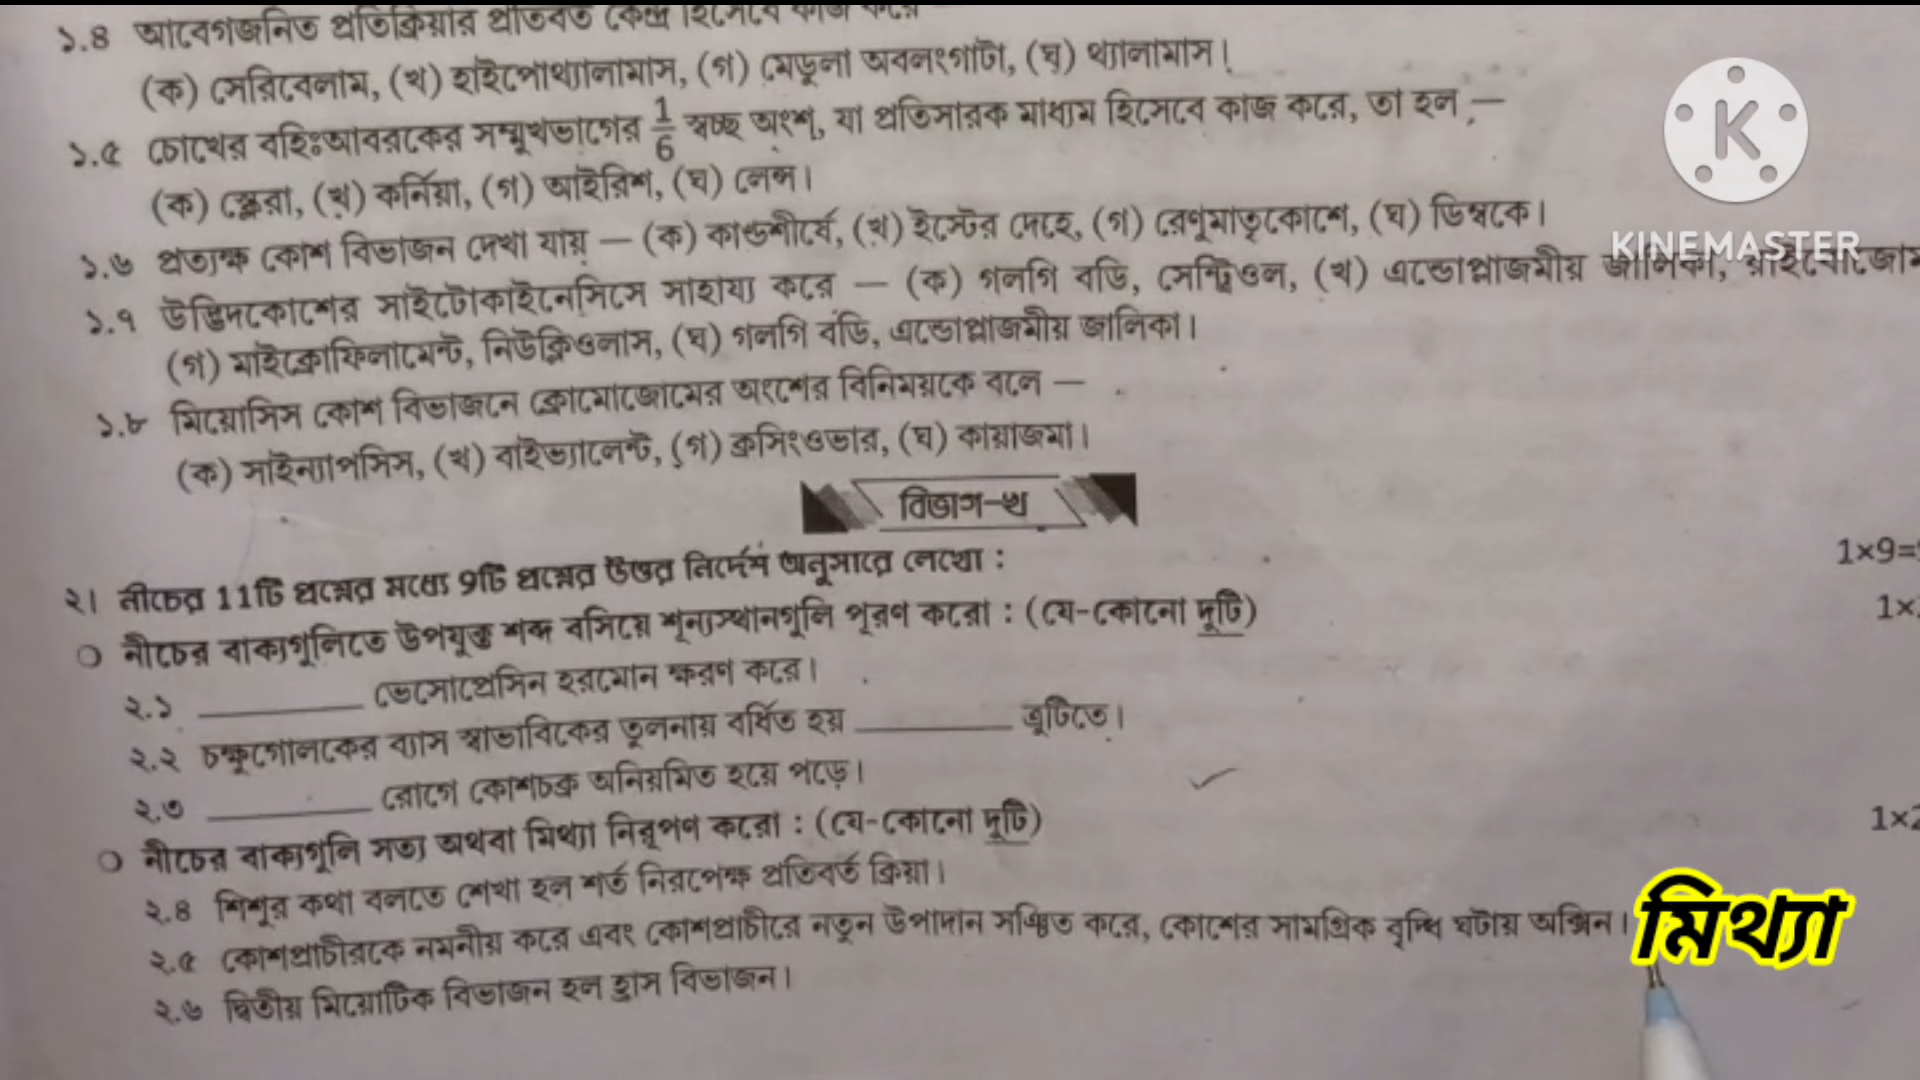 ১.৪ আবেগজনিত প্রতিক্রিয়ার প্রতিবর্ত কেন্দ্র হিসেবে কাজ করে
(ক) সেরিবেলাম, (খ) হাইপোথ্যালামাস, (গ) মেডুলা অবলংগাটা, (ঘ) থ্যালামাস।
১.৫ চোখের বহিঃআবরকের সম্মুখভাগের 1/6 স্বচ্ছ অংশ, যা প্রতিসারক মাধ্যম হিসেবে কাজ করে, তা হল —
(ক) স্ক্লেরা, (খ) কর্নিয়া, (গ) আইরিশ, (ঘ) লেন্স।
১.৬ প্রত্যক্ষ কোশ বিভাজন দেখা যায় — (ক) কাণ্ডশীর্ষে, (খ) ইস্টের দেহে, (গ) রেণুমাতৃকোশে, (ঘ) ডিম্বকে।
১.৭ উদ্ভিদকোশের সাইটোকাইনেসিসে সাহায্য করে — (ক) গলগি বডি, সেন্ট্রিওল, (খ) এন্ডোপ্লাজমীয় জালিকা, রাইবোজোম
(গ) মাইক্রোফিলামেন্ট, নিউক্লিওলাস, (ঘ) গলগি বডি, এন্ডোপ্লাজমীয় জালিকা।
১.৮ মিয়োসিস কোশ বিভাজনে ক্রোমোজোমের অংশের বিনিময়কে বলে —
(ক) সাইন্যাপসিস, (খ) বাইভ্যালেন্ট, (গ) ক্রসিংওভার, (ঘ) কায়াজমা।
বিভাগ-খ
২। নীচের 11টি প্রশ্নের মধ্যে 9টি প্রশ্নের উত্তর নির্দেশ অনুসারে লেখো : 1×9=
○ নীচের বাক্যগুলিতে উপযুক্ত শব্দ বসিয়ে শূন্যস্থানগুলি পূরণ করো : (যে-কোনো দুটি) 1×
২.১ ________ ভেসোপ্রেসিন হরমোন ক্ষরণ করে।
২.২ চক্ষুগোলকের ব্যাস স্বাভাবিকের তুলনায় বর্ধিত হয় ________ ত্রুটিতে।
২.৩ ________ রোগে কোশচক্র অনিয়মিত হয়ে পড়ে।
○ নীচের বাক্যগুলি সত্য অথবা মিথ্যা নিরূপণ করো : (যে-কোনো দুটি) 1×2
২.৪ শিশুর কথা বলতে শেখা হল শর্ত নিরপেক্ষ প্রতিবর্ত ক্রিয়া।
২.৫ কোশপ্রাচীরকে নমনীয় করে এবং কোশপ্রাচীরে নতুন উপাদান সঞ্চিত করে, কোশের সামগ্রিক বৃদ্ধি ঘটায় অক্সিন। মিথ্যা
২.৬ দ্বিতীয় মিয়োটিক বিভাজন হল হ্রাস বিভাজন।
K
KINEMASTER